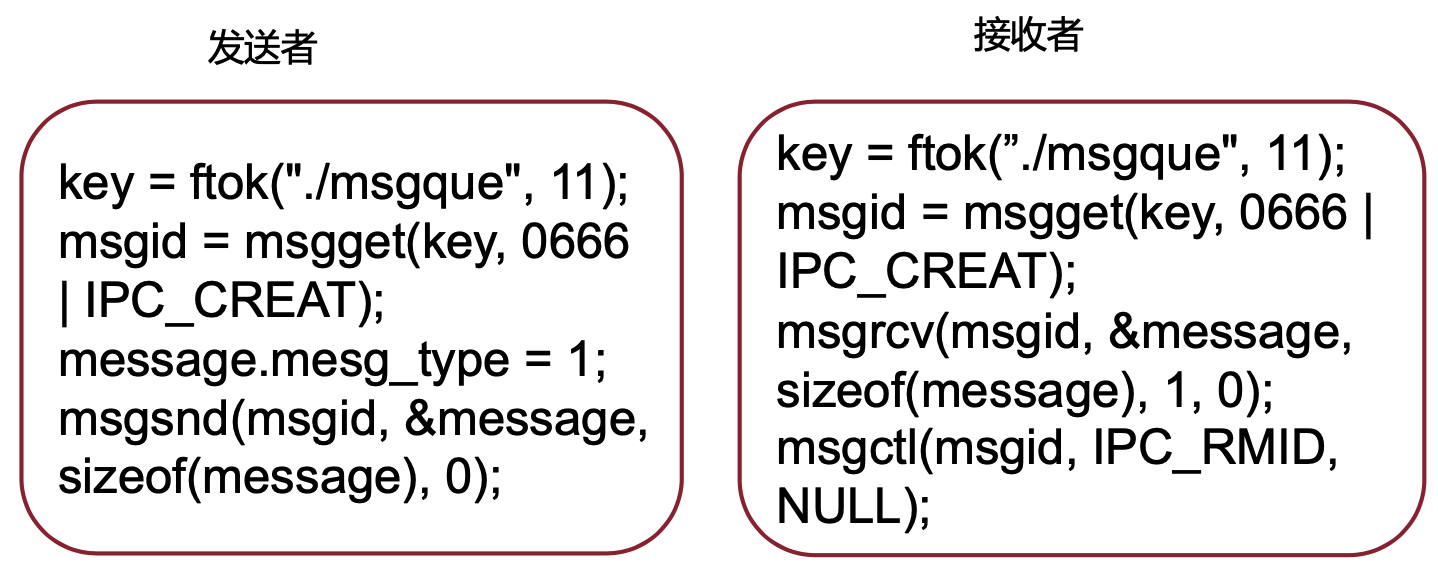 发送者
key = ftok("./msgque", 11);
msgid = msgget(key, 0666
| IPC_CREAT);
message.mesg_type = 1;
msgsnd(msgid, &message,
sizeof(message), 0);
接收者
key = ftok(”./msgque", 11);
msgid = msgget(key, 0666 |
IPC_CREAT);
msgrcv(msgid, &message,
sizeof(message), 1, 0);
msgctl(msgid, IPC_RMID,
NULL);